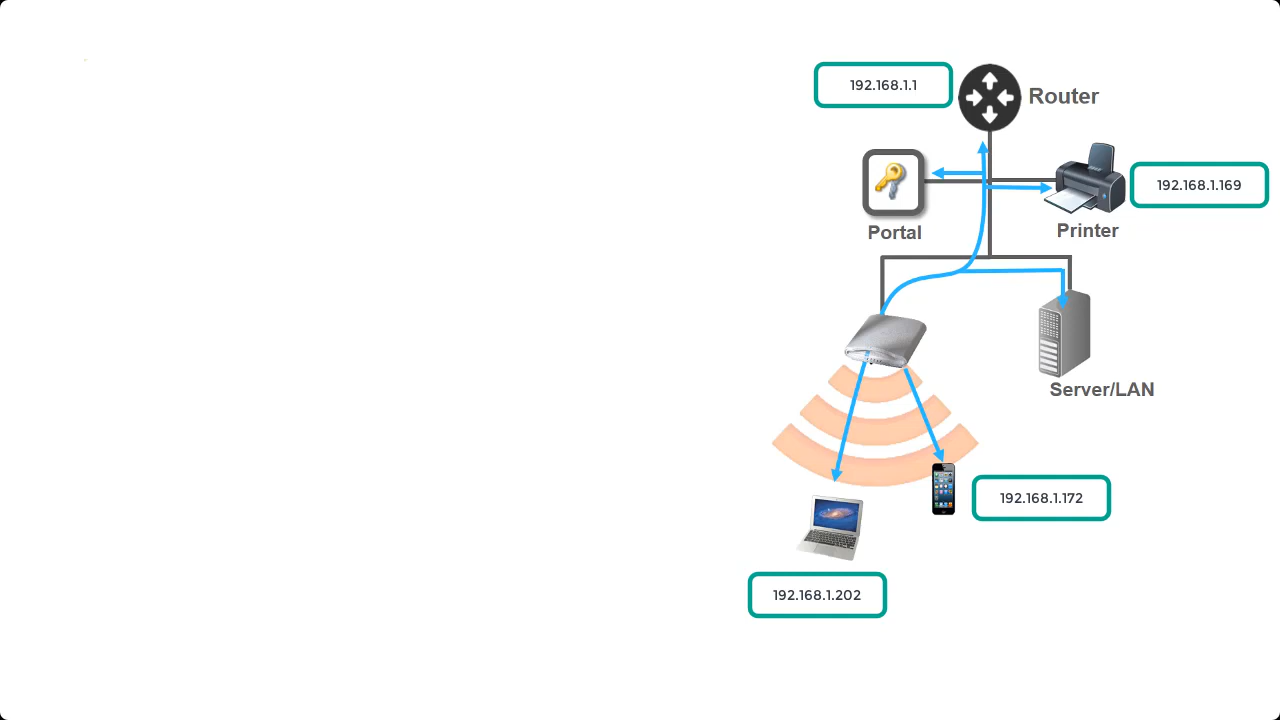 192.168.1.1
Router
192.168.1.169
Portal
Printer
Server/LAN
192.168.1.172
192.168.1.202